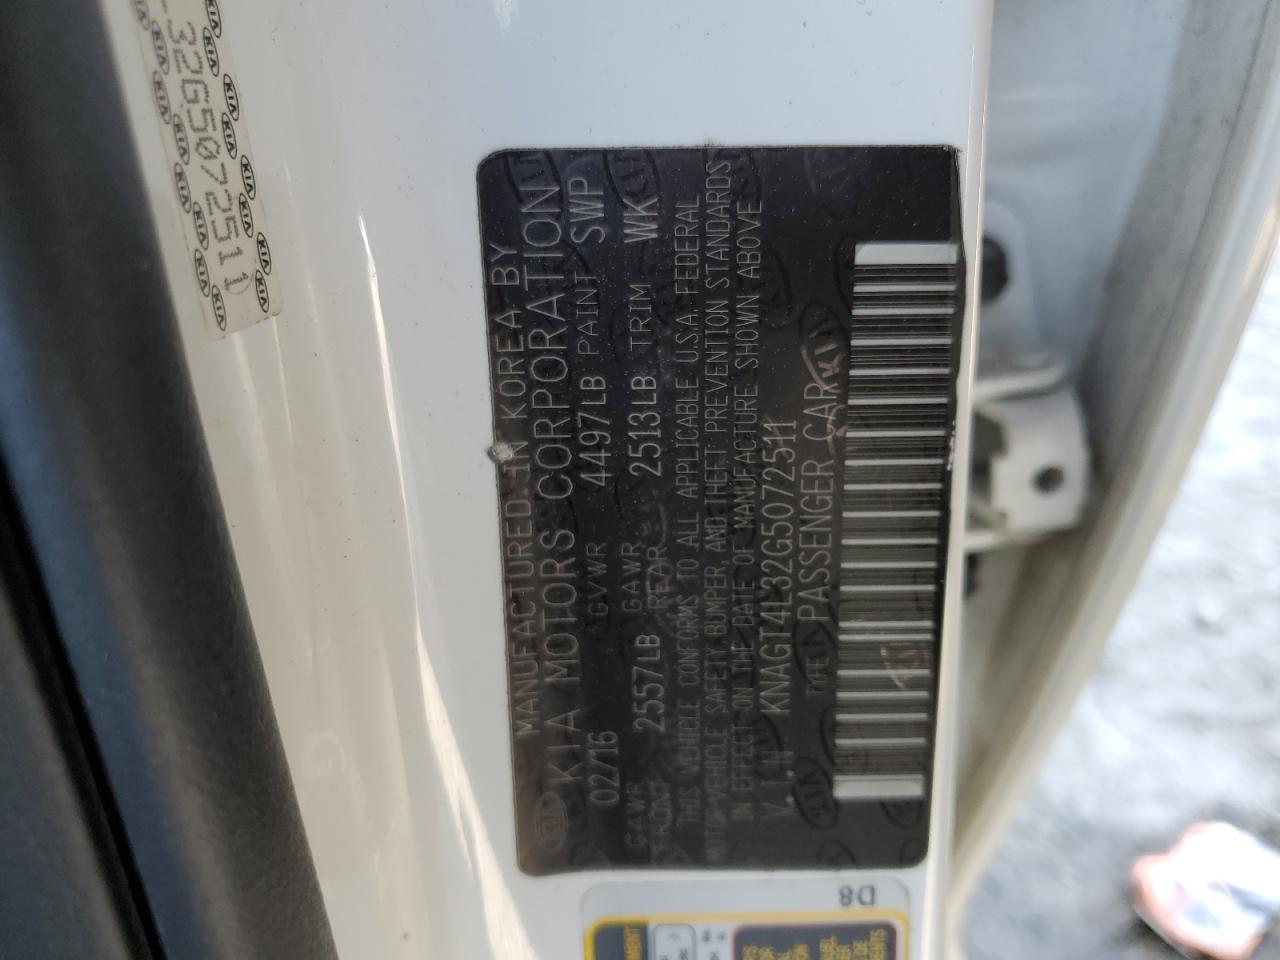 MANUFACTURED IN KOREA BY
KIA MOTORS CORPORATION
02/16 GVWR 4497LB PAINT SWP
GAWR FRONT 2557LB GAWR REAR 2513LB TRIM WK
THIS VEHICLE CONFORMS TO ALL APPLICABLE U.S.A. FEDERAL
MOTOR VEHICLE SAFETY, BUMPER, AND THEFT PREVENTION STANDARDS
IN EFFECT ON THE DATE OF MANUFACTURE SHOWN ABOVE
V.I.N KNAGT4L32G5072511
TYPE: PASSENGER CAR
KIA
32G5072511)
D8